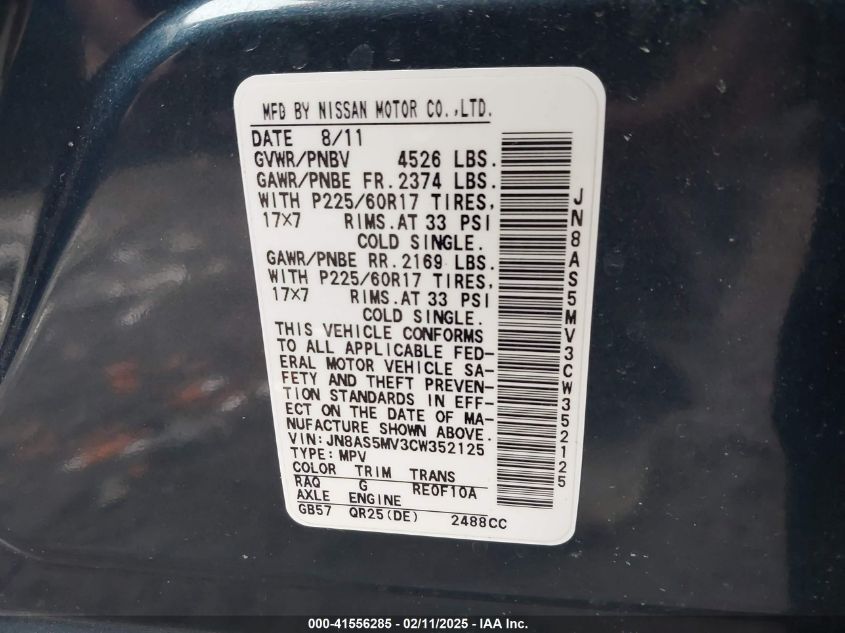 MFD BY NISSAN MOTOR CO.,LTD.
DATE 8/11
GVWR/PNBV 4526 LBS.
GAWR/PNBE FR. 2374 LBS.
WITH P225/60R17 TIRES,
17X7 RIMS.AT 33 PSI
COLD SINGLE.
GAWR/PNBE RR. 2169 LBS.
WITH P225/60R17 TIRES,
17X7 RIMS.AT 33 PSI
COLD SINGLE.
THIS VEHICLE CONFORMS
TO ALL APPLICABLE FED-
ERAL MOTOR VEHICLE SA-
FETY AND THEFT PREVEN-
TION STANDARDS IN EFF-
ECT ON THE DATE OF MA-
NUFACTURE SHOWN ABOVE.
VIN:JN8AS5MV3CW352125
TYPE:MPV
COLOR TRIM TRANS
RAQ G RE0F10A
AXLE ENGINE
GB57 QR25(DE) 2488CC
JN8AS5MV3CW352125
000-41556285 - 02/11/2025 - IAA Inc.